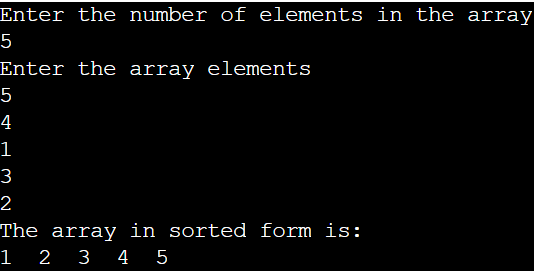 Enter the number of elements in the array
5
Enter the array elements
5
4
1
3
2
The array in sorted form is:
1  2  3  4  5